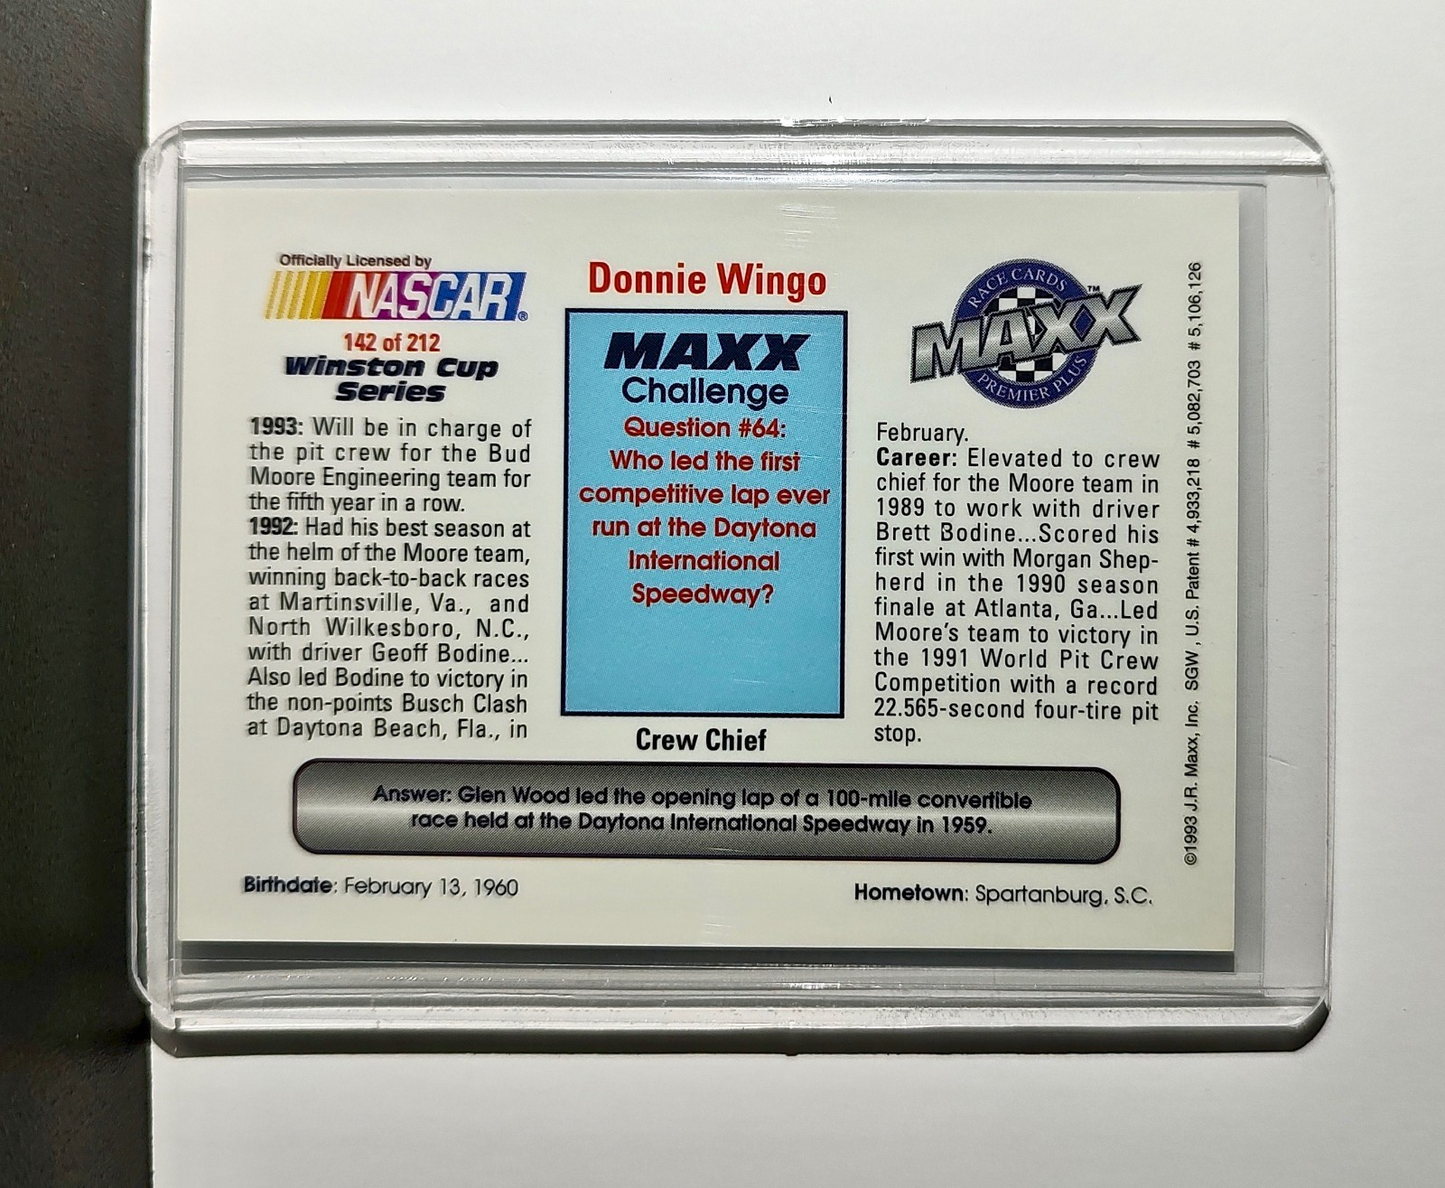 Officially Licensed by
NASCAR®
142 of 212
Winston Cup
Series
1993: Will be in charge of
the pit crew for the Bud
Moore Engineering team for
the fifth year in a row.
1992: Had his best season at
the helm of the Moore team,
winning back-to-back races
at Martinsville, Va., and
North Wilkesboro, N.C.,
with driver Geoff Bodine...
Also led Bodine to victory in
the non-points Busch Clash
at Daytona Beach, Fla., in
Donnie Wingo
MAXX
Challenge
Question #64:
Who led the first
competitive lap ever
run at the Daytona
International
Speedway?
Crew Chief
RACE CARDS
MAXX™
PREMIER PLUS
February.
Career: Elevated to crew
chief for the Moore team in
1989 to work with driver
Brett Bodine...Scored his
first win with Morgan Shep-
herd in the 1990 season
finale at Atlanta, Ga...Led
Moore's team to victory in
the 1991 World Pit Crew
Competition with a record
22.565-second four-tire pit
stop.
Answer: Glen Wood led the opening lap of a 100-mile convertible
race held at the Daytona International Speedway in 1959.
Birthdate: February 13, 1960
Hometown: Spartanburg, S.C.
©1993 J.R. Maxx, Inc. SGW , U.S. Patent # 4,933,218 # 5,082,703 # 5,106,126